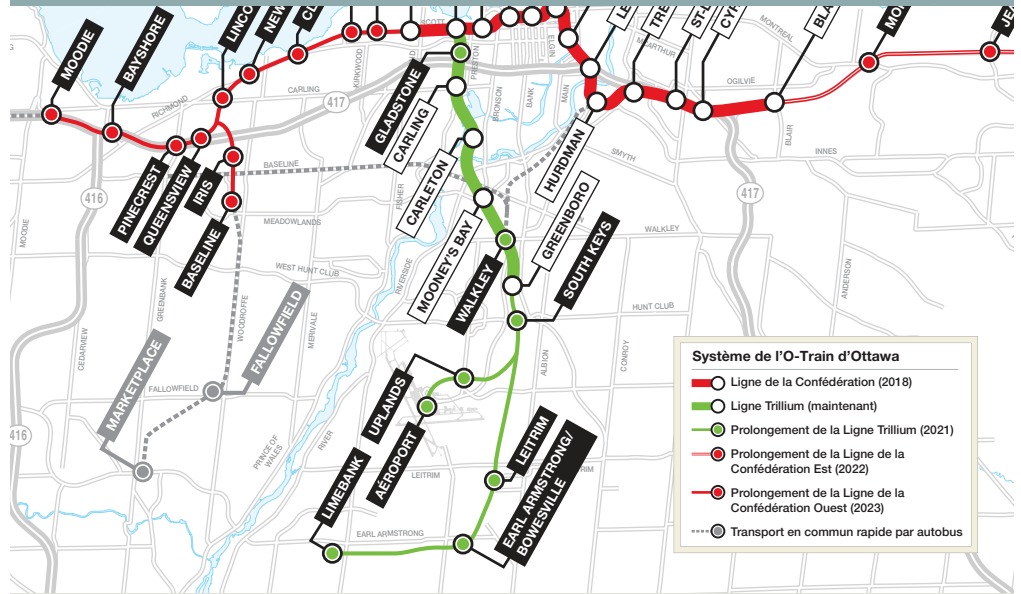 MOODIE
BAYSHORE
SCOTT
PRESTON
ELGIN
MCARTHUR
MONTREAL
OGILVIE
KIRKWOOD
CARLING
RICHMOND
417
GLADSTONE
CARLING
BRONSON
BANK
MAIN
HURDMAN
SMYTH
BLAIR
INNES
417
416
PINECREST
QUEENSVIEW
IRIS
BASELINE
BASELINE
FISHER
CARLETON
MEADOWLANDS
MOONEY'S BAY
WALKLEY
GREENBORO
SOUTH KEYS
WALKLEY
MOODIE
WEST HUNT CLUB
RIVERSIDE
HUNT CLUB
ANDERSON
GREENBANK
WOODROFFE
MERIVALE
CEDARVIEW
FALLOWFIELD
FALLOWFIELD
MARKETPLACE
ALBION
CONROY
416
PRINCE OF
WALES
RIVER
UPLANDS
AÉROPORT
LIMEBANK
LEITRIM
LEITRIM
EARL ARMSTRONG
EARL ARMSTRONG/
BOWESVILLE
Système de l'O-Train d'Ottawa
Ligne de la Confédération (2018)
Ligne Trillium (maintenant)
Prolongement de la Ligne Trillium (2021)
Prolongement de la Ligne de la
Confédération Est (2022)
Prolongement de la Ligne de la
Confédération Ouest (2023)
Transport en commun rapide par autobus